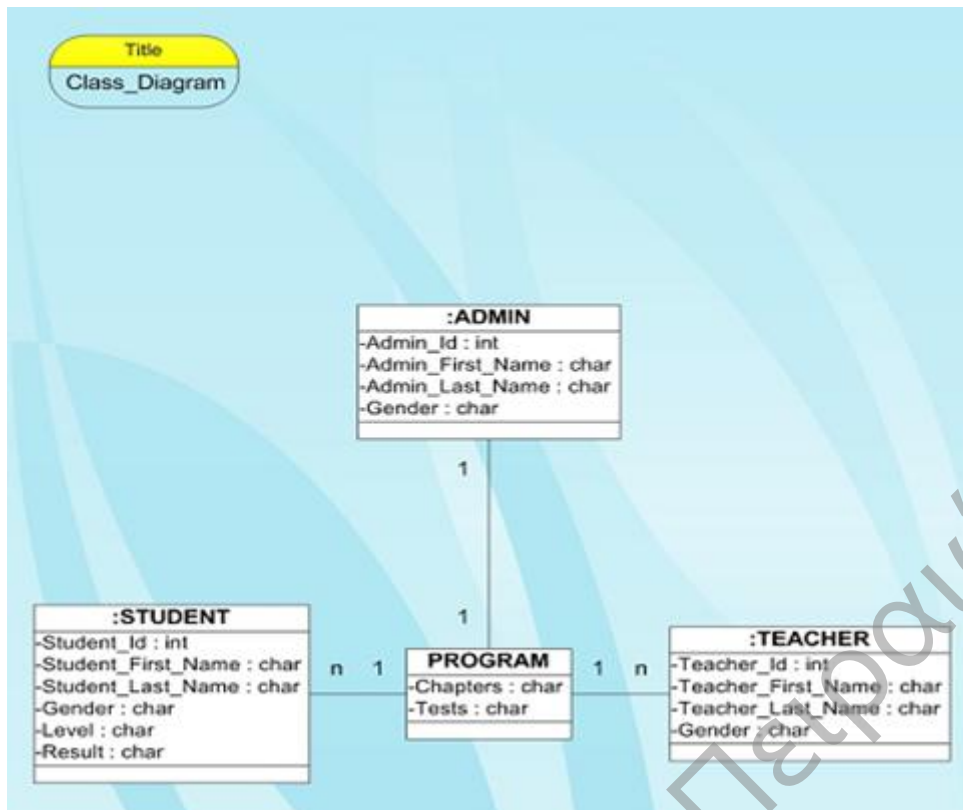 Title
Class_Diagram
:ADMIN
-Admin_Id : int
-Admin_First_Name : char
-Admin_Last_Name : char
-Gender : char
1
1
:STUDENT
-Student_Id : int
-Student_First_Name : char
-Student_Last_Name : char
-Gender : char
-Level : char
-Result : char
n 1
PROGRAM
-Chapters : char
-Tests : char
1 n
:TEACHER
-Teacher_Id : int
-Teacher_First_Name : char
-Teacher_Last_Name : char
-Gender : char